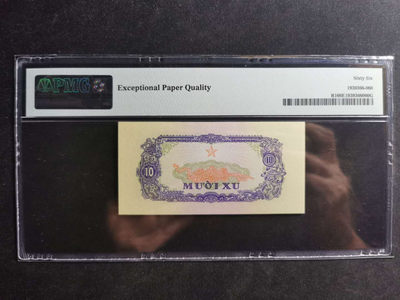 PMG
Exceptional Paper Quality
Sixty Six
10
10
MƯỜI XU